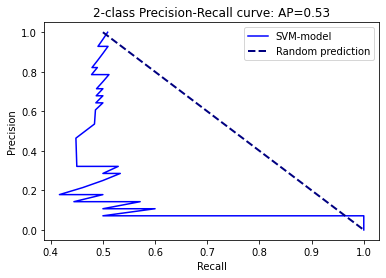 2-class Precision-Recall curve: AP=0.53
SVM-model
Random prediction
Precision
1.0
0.8
0.6
0.4
0.2
0.0
0.4
0.5
0.6
0.7
0.8
0.9
1.0
Recall